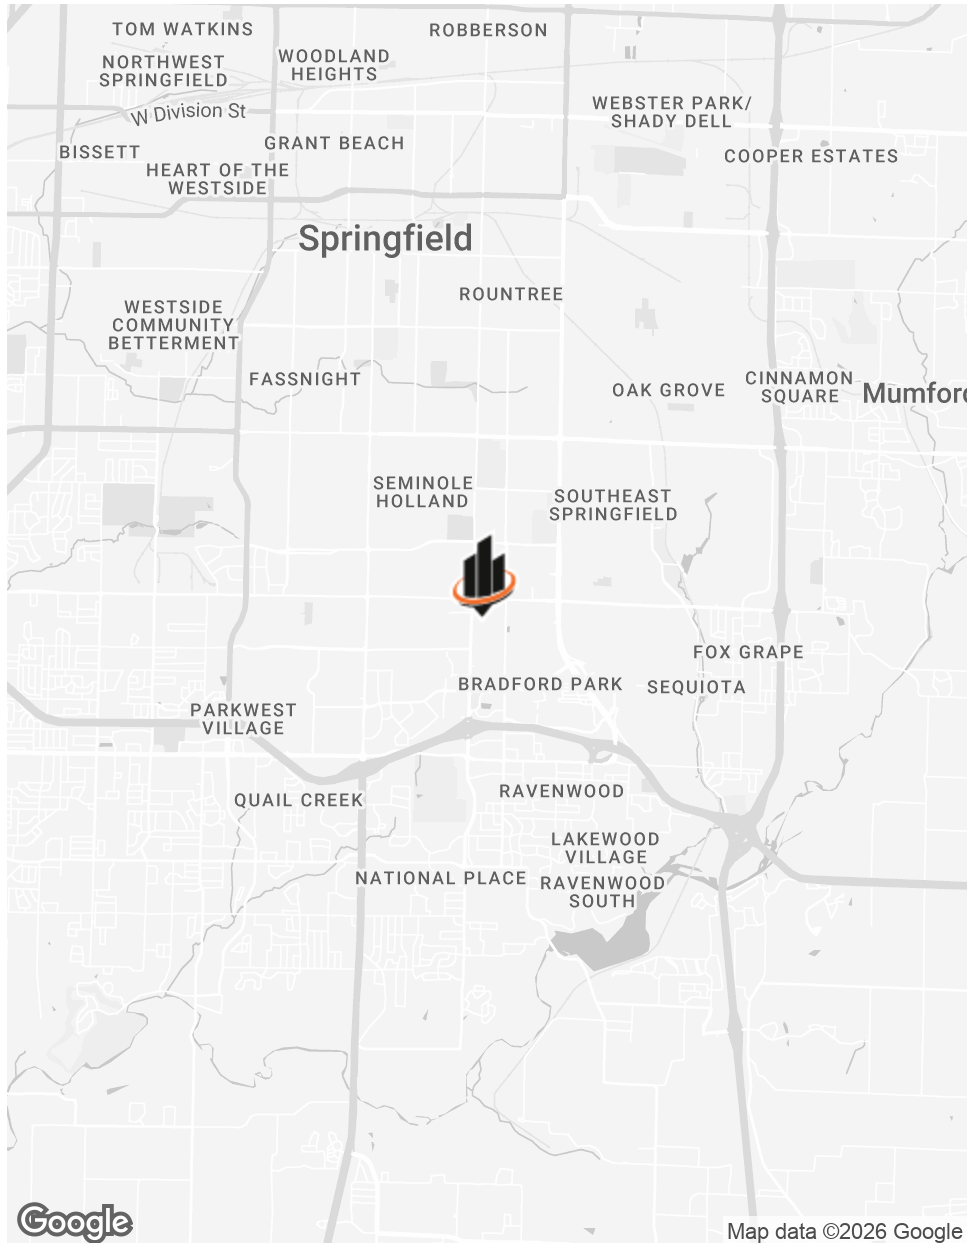 TOM WATKINS
ROBBERSON
NORTHWEST
SPRINGFIELD
WOODLAND
HEIGHTS
W Division St
WEBSTER PARK/
SHADY DELL
BISSETT
GRANT BEACH
COOPER ESTATES
HEART OF THE
WESTSIDE
Springfield
ROUNTREE
WESTSIDE
COMMUNITY
BETTERMENT
FASSNIGHT
OAK GROVE
CINNAMON
SQUARE
Mumford
SEMINOLE
HOLLAND
SOUTHEAST
SPRINGFIELD
FOX GRAPE
BRADFORD PARK
SEQUIOTA
PARKWEST
VILLAGE
QUAIL CREEK
RAVENWOOD
LAKEWOOD
VILLAGE
NATIONAL PLACE
RAVENWOOD
SOUTH
Google
Map data ©2026 Google